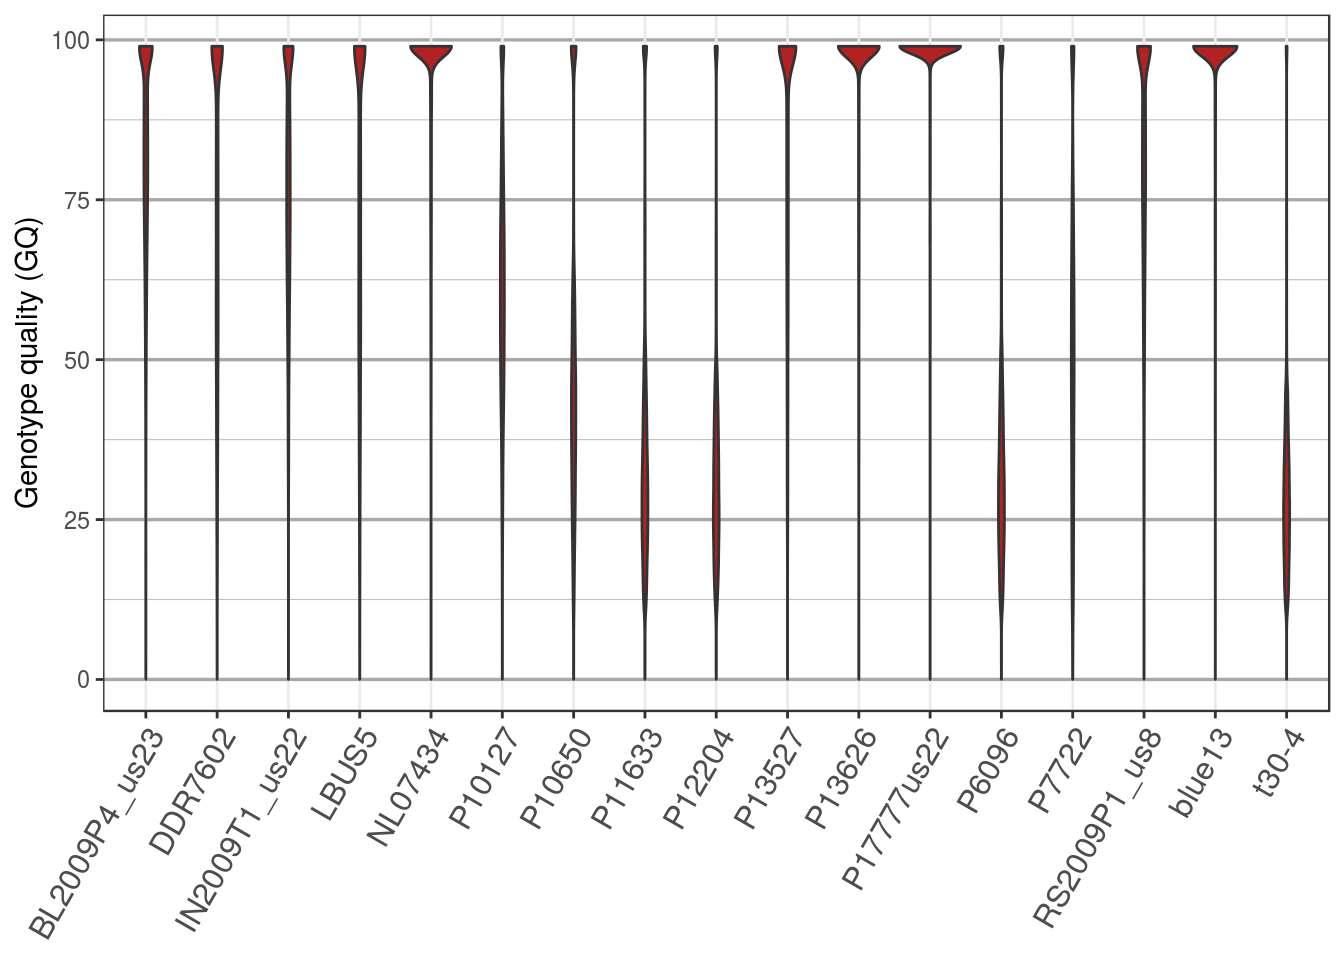 Genotype quality (GQ)
100
75
50
25
0
BL2009P4_us23
DDR7602
IN2009T1_us22
LBUS5
NL07434
P10127
P10650
P11633
P12204
P13527
P13626
P17777us22
P6096
P7722
RS2009P1_us8
blue13
t30-4